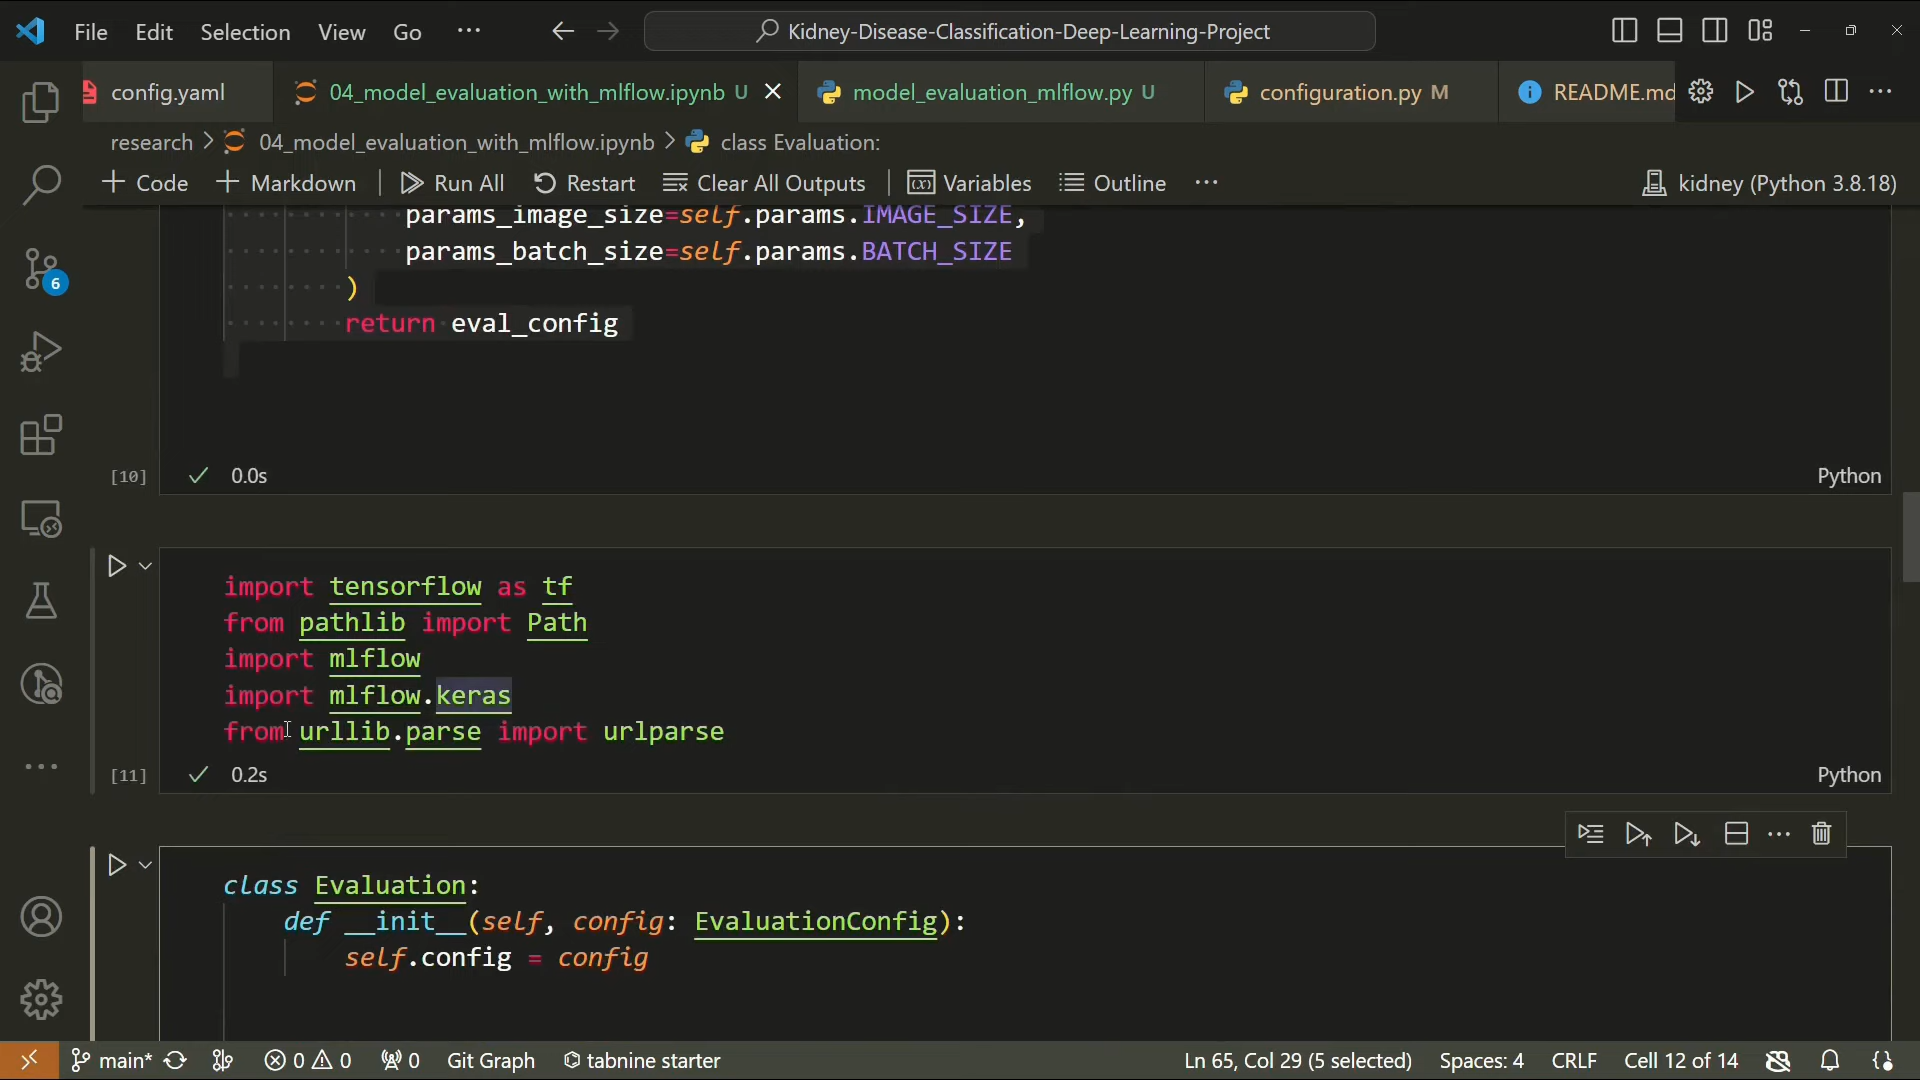 File Edit Selection View Go ··· Kidney-Disease-Classification-Deep-Learning-Project
config.yaml 04_model_evaluation_with_mlflow.ipynb U model_evaluation_mlflow.py U configuration.py M README.md
research > 04_model_evaluation_with_mlflow.ipynb > class Evaluation:
+ Code + Markdown | Run All Restart Clear All Outputs | Variables Outline ··· kidney (Python 3.8.18)
params_image_size=self.params.IMAGE_SIZE,
params_batch_size=self.params.BATCH_SIZE
)
return eval_config
[10] 0.0s Python
import tensorflow as tf
from pathlib import Path
import mlflow
import mlflow.keras
from urllib.parse import urlparse
[11] 0.2s Python
class Evaluation:
def __init__(self, config: EvaluationConfig):
self.config = config
6
main* 0 0 0 Git Graph tabnine starter Ln 65, Col 29 (5 selected) Spaces: 4 CRLF Cell 12 of 14